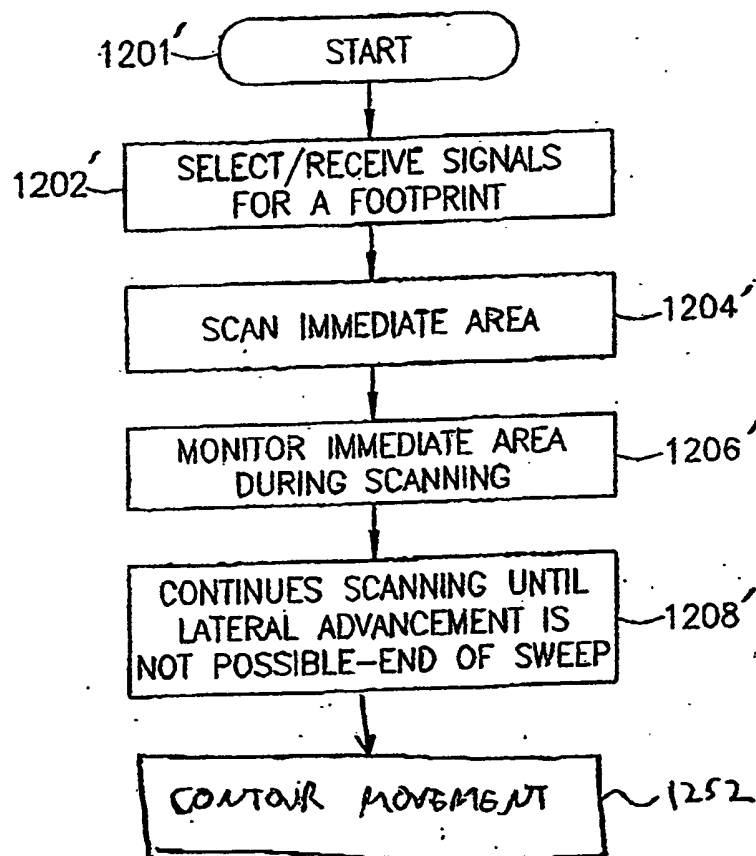 1201'
START
1202'
SELECT/RECEIVE SIGNALS
FOR A FOOTPRINT
SCAN IMMEDIATE AREA
1204'
MONITOR IMMEDIATE AREA
DURING SCANNING
1206'
CONTINUES SCANNING UNTIL
LATERAL ADVANCEMENT IS
NOT POSSIBLE-END OF SWEEP
1208'
CONTOIR MOVEMENT
1252